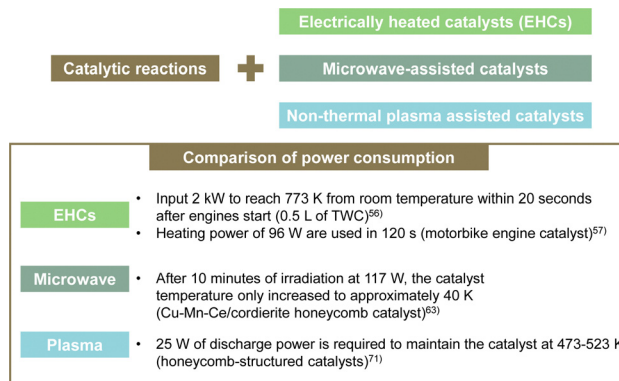 Electrically heated catalysts (EHCs)
Catalytic reactions
Microwave-assisted catalysts
Non-thermal plasma assisted catalysts
Comparison of power consumption
EHCs
• Input 2 kW to reach 773 K from room temperature within 20 seconds
after engines start (0.5 L of TWC)56)
• Heating power of 96 W are used in 120 s (motorbike engine catalyst)57)
Microwave
• After 10 minutes of irradiation at 117 W, the catalyst
temperature only increased to approximately 40 K
(Cu-Mn-Ce/cordierite honeycomb catalyst)63)
Plasma
• 25 W of discharge power is required to maintain the catalyst at 473-523 K
(honeycomb-structured catalysts)71)